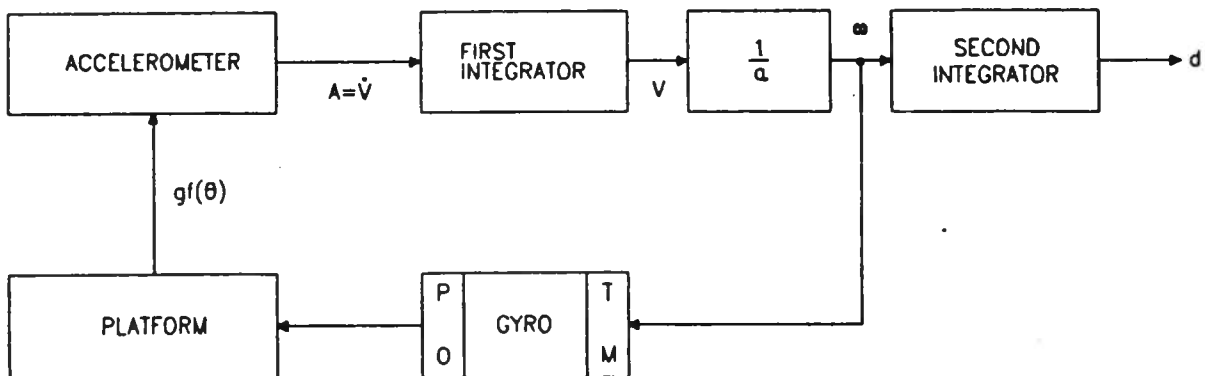 ACCELEROMETER
A=V̇
FIRST
INTEGRATOR
V
1
a
ω
SECOND
INTEGRATOR
d
gf(θ)
PLATFORM
P
O
GYRO
T
M